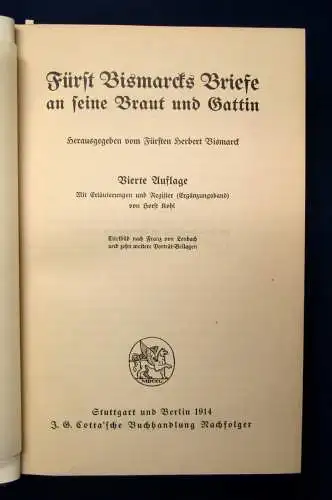 Fürst Bismarcks Briefe
an seine Braut und Gattin
Herausgegeben vom Fürsten Herbert Bismarck
Vierte Auflage
Mit Erläuterungen und Register (Ergänzungsband)
von Horst Kohl
Titelbild nach Franz von Lenbach
und zehn weitere Porträt-Beilagen
Stuttgart und Berlin 1914
J. G. Cotta'sche Buchhandlung Nachfolger